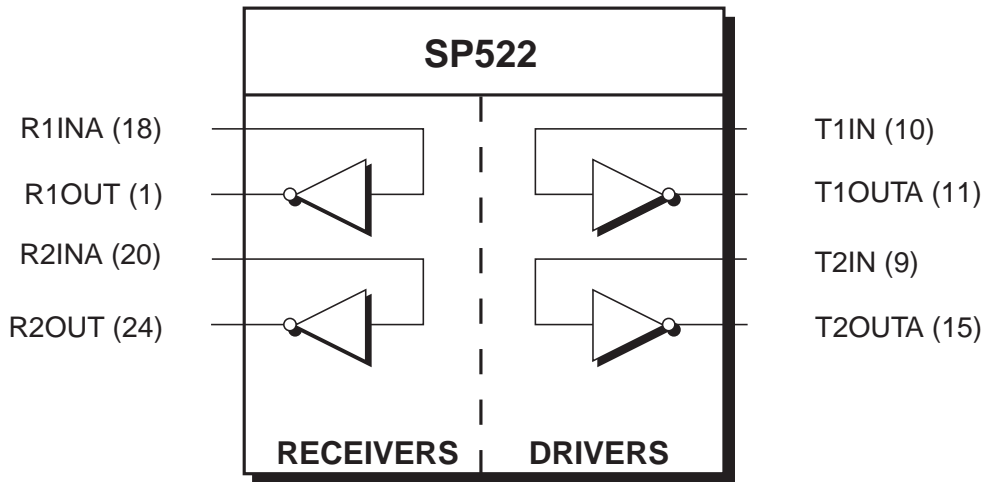 SP522
R1INA (18)
R1OUT (1)
R2INA (20)
R2OUT (24)
T1IN (10)
T1OUTA (11)
T2IN (9)
T2OUTA (15)
RECEIVERS
DRIVERS